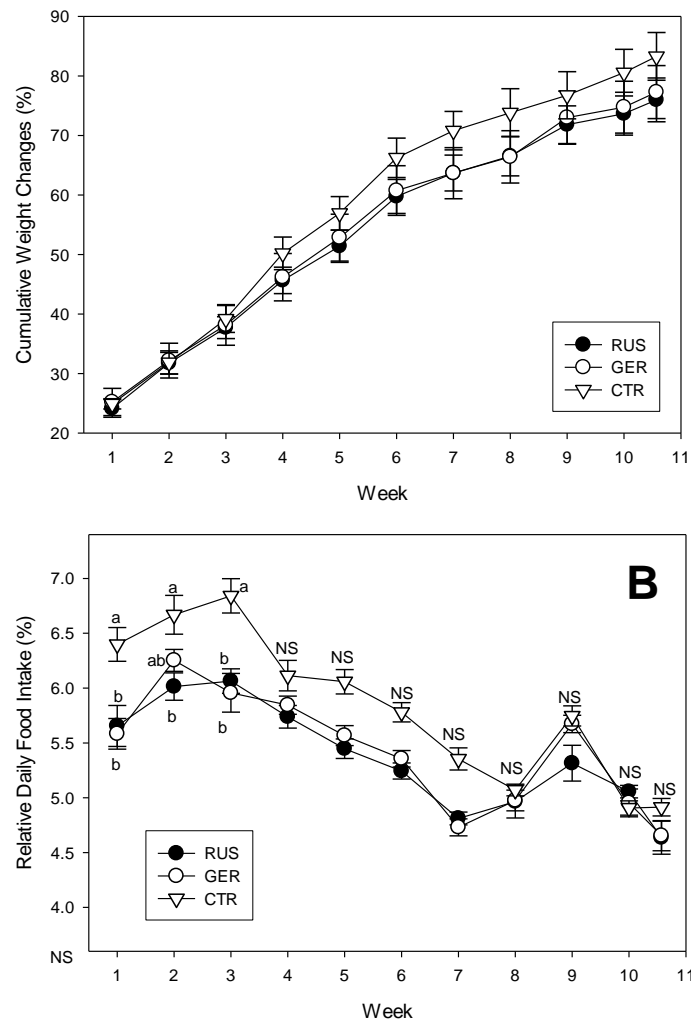 90
80
70
60
50
40
30
20
Cumulative Weight Changes (%)
RUS
GER
CTR
1 2 3 4 5 6 7 8 9 10 11
Week
B
7.0
6.5
6.0
5.5
5.0
4.5
4.0
NS
Relative Daily Food Intake (%)
a
a
a
b
ab
b
b
b
b
NS
NS
NS
NS
NS
NS
NS
NS
RUS
GER
CTR
1 2 3 4 5 6 7 8 9 10 11
Week